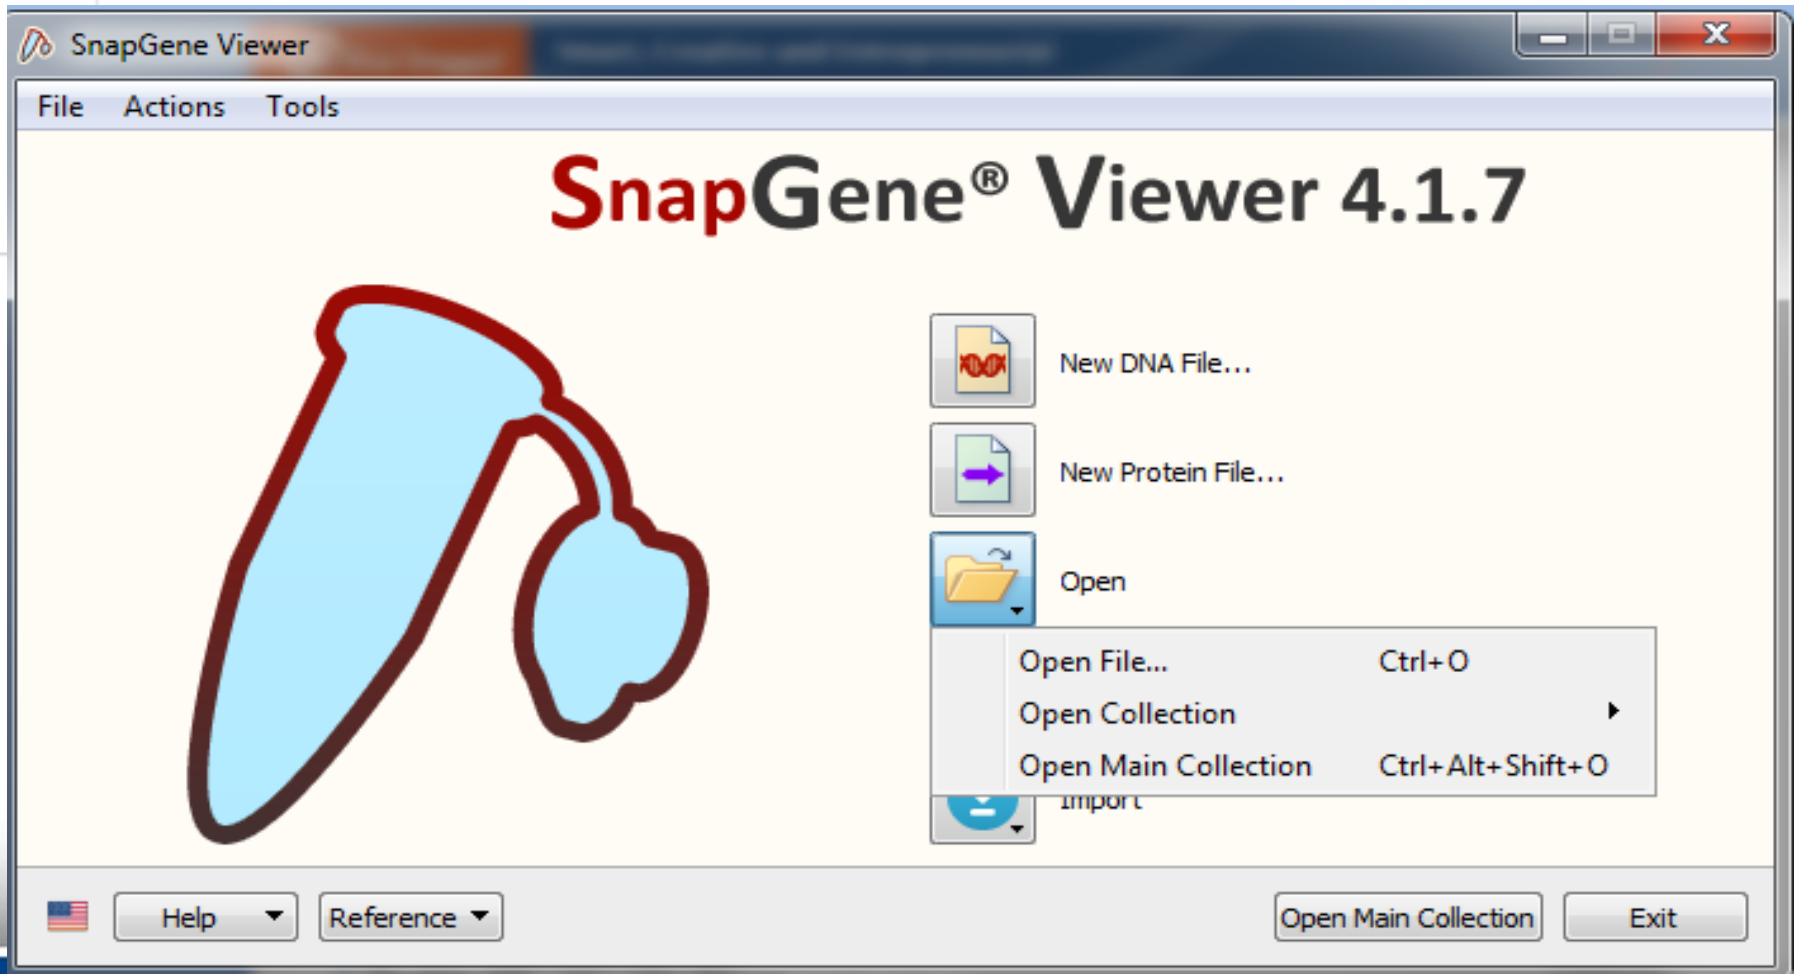 SnapGene Viewer
File Actions Tools
SnapGene® Viewer 4.1.7
New DNA File...
New Protein File...
Open
Open File... Ctrl+O
Open Collection
Open Main Collection Ctrl+Alt+Shift+O
Import
Help Reference Open Main Collection Exit